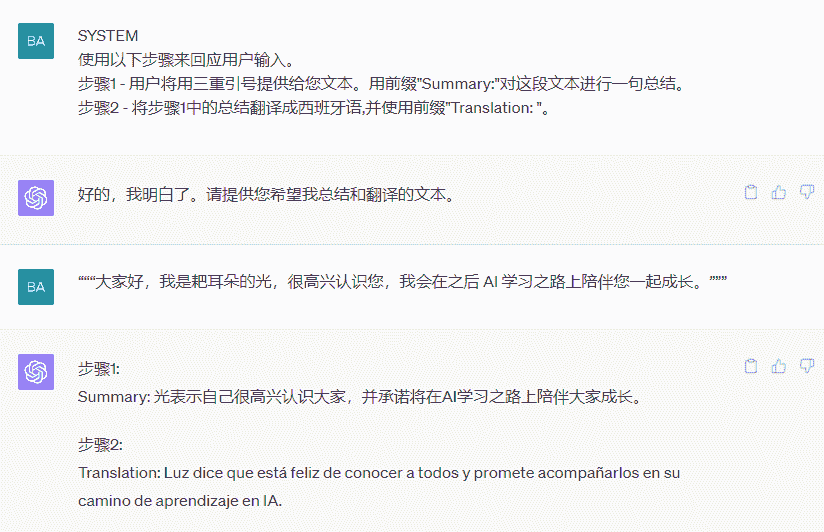 BA
SYSTEM
使用以下步骤来回应用户输入。
步骤1 - 用户将用三重引号提供给您文本。用前缀"Summary:"对这段文本进行一句总结。
步骤2 - 将步骤1中的总结翻译成西班牙语,并使用前缀"Translation: "。
好的，我明白了。请提供您希望我总结和翻译的文本。
BA
“““大家好，我是耙耳朵的光，很高兴认识您，我会在之后 AI 学习之路上陪伴您一起成长。”””
步骤1:
Summary: 光表示自己很高兴认识大家，并承诺将在AI学习之路上陪伴大家成长。
步骤2:
Translation: Luz dice que está feliz de conocer a todos y promete acompañarlos en su
camino de aprendizaje en IA.